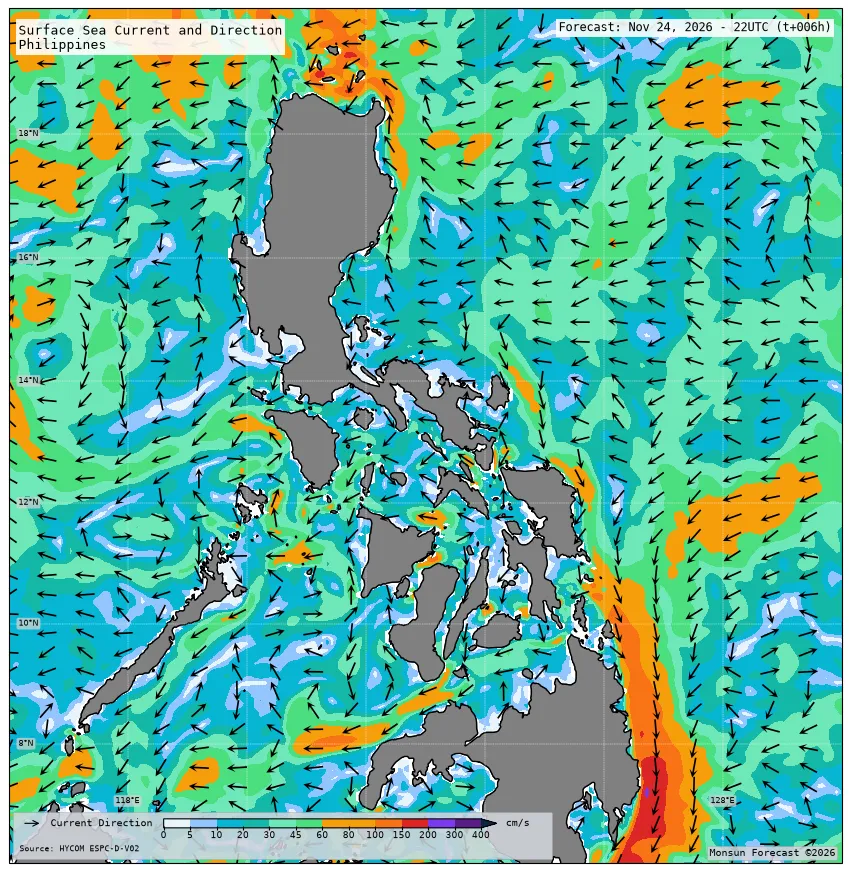 Surface Sea Current and Direction
Philippines
Forecast: Nov 24, 2026 - 22UTC (t+006h)
18°N
16°N
14°N
12°N
10°N
8°N
118°E
128°E
Current Direction
0 5 10 20 30 45 60 80 100 150 200 300 400
cm/s
Source: HYCOM ESPC-D-V02
Monsun Forecast ©2026